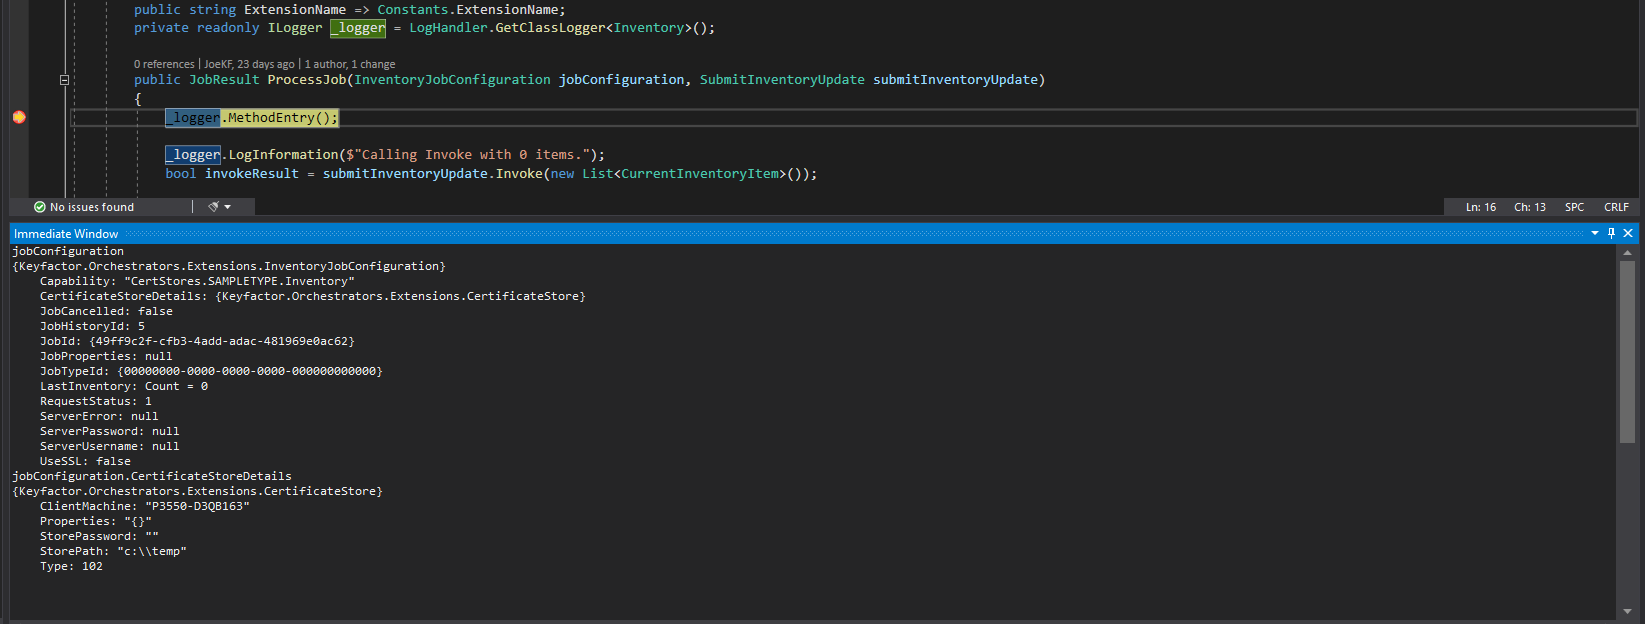 public string ExtensionName => Constants.ExtensionName;
private readonly ILogger _logger = LogHandler.GetClassLogger<Inventory>();
0 references | JoeKF, 23 days ago | 1 author, 1 change
public JobResult ProcessJob(InventoryJobConfiguration jobConfiguration, SubmitInventoryUpdate submitInventoryUpdate)
{
_logger.MethodEntry();
_logger.LogInformation($"Calling Invoke with 0 items.");
bool invokeResult = submitInventoryUpdate.Invoke(new List<CurrentInventoryItem>());
No issues found Ln: 16 Ch: 13 SPC CRLF
Immediate Window
jobConfiguration
{Keyfactor.Orchestrators.Extensions.InventoryJobConfiguration}
Capability: "CertStores.SAMPLETYPE.Inventory"
CertificateStoreDetails: {Keyfactor.Orchestrators.Extensions.CertificateStore}
JobCancelled: false
JobHistoryId: 5
JobId: {49ff9c2f-cfb3-4add-adac-481969e0ac62}
JobProperties: null
JobTypeId: {00000000-0000-0000-0000-000000000000}
LastInventory: Count = 0
RequestStatus: 1
ServerError: null
ServerPassword: null
ServerUsername: null
UseSSL: false
jobConfiguration.CertificateStoreDetails
{Keyfactor.Orchestrators.Extensions.CertificateStore}
ClientMachine: "P3550-D3QB163"
Properties: "{}"
StorePassword: ""
StorePath: "c:\\temp"
Type: 102